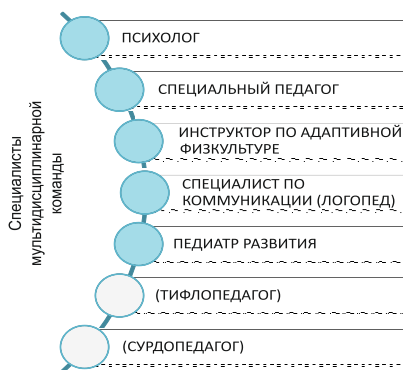 Специалисты
мультидисциплинарной
команды
ПСИХОЛОГ
СПЕЦИАЛЬНЫЙ ПЕДАГОГ
ИНСТРУКТОР ПО АДАПТИВНОЙ
ФИЗКУЛЬТУРЕ
СПЕЦИАЛИСТ ПО
КОММУНИКАЦИИ (ЛОГОПЕД)
ПЕДИАТР РАЗВИТИЯ
(ТИФЛОПЕДАГОГ)
(СУРДОПЕДАГОГ)